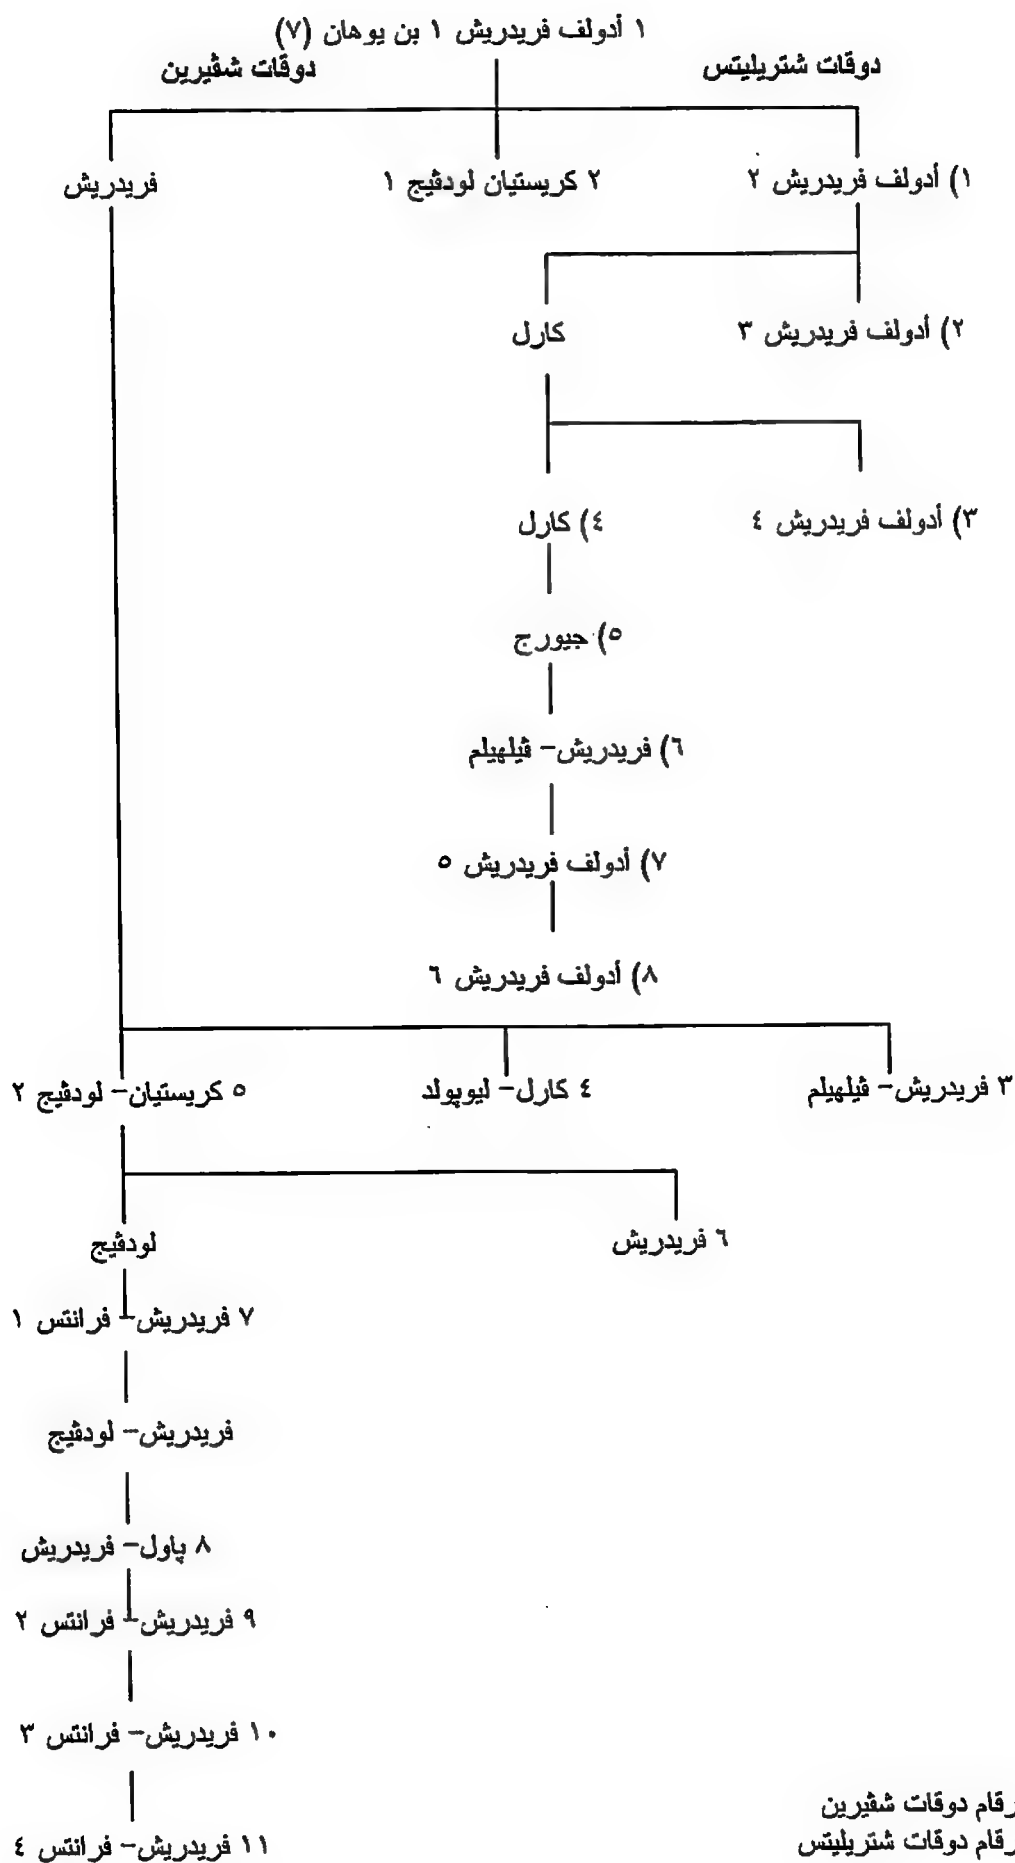 ١ أدولف فريدريش ١ بن يوهان (٧)
دوقات شتريليتس
دوقات شڤيرين
١) أدولف فريدريش ٢
٢ كريستيان لودڤيج ١
فريدريش
٢) أدولف فريدريش ٣
كارل
٣) أدولف فريدريش ٤
٤) كارل
٥) جيورج
٦) فريدريش- ڤيلهيلم
٧) أدولف فريدريش ٥
٨) أدولف فريدريش ٦
٣ فريدريش- ڤيلهيلم
٤ كارل- ليوپولد
٥ كريستيان- لودڤيج ٢
٦ فريدريش
لودڤيج
٧ فريدريش- فرانتس ١
فريدريش- لودڤيج
٨ پاول- فريدريش
٩ فريدريش- فرانتس ٢
١٠ فريدريش- فرانتس ٣
١١ فريدريش- فرانتس ٤
رقام دوقات شڤيرين
رقام دوقات شتريليتس